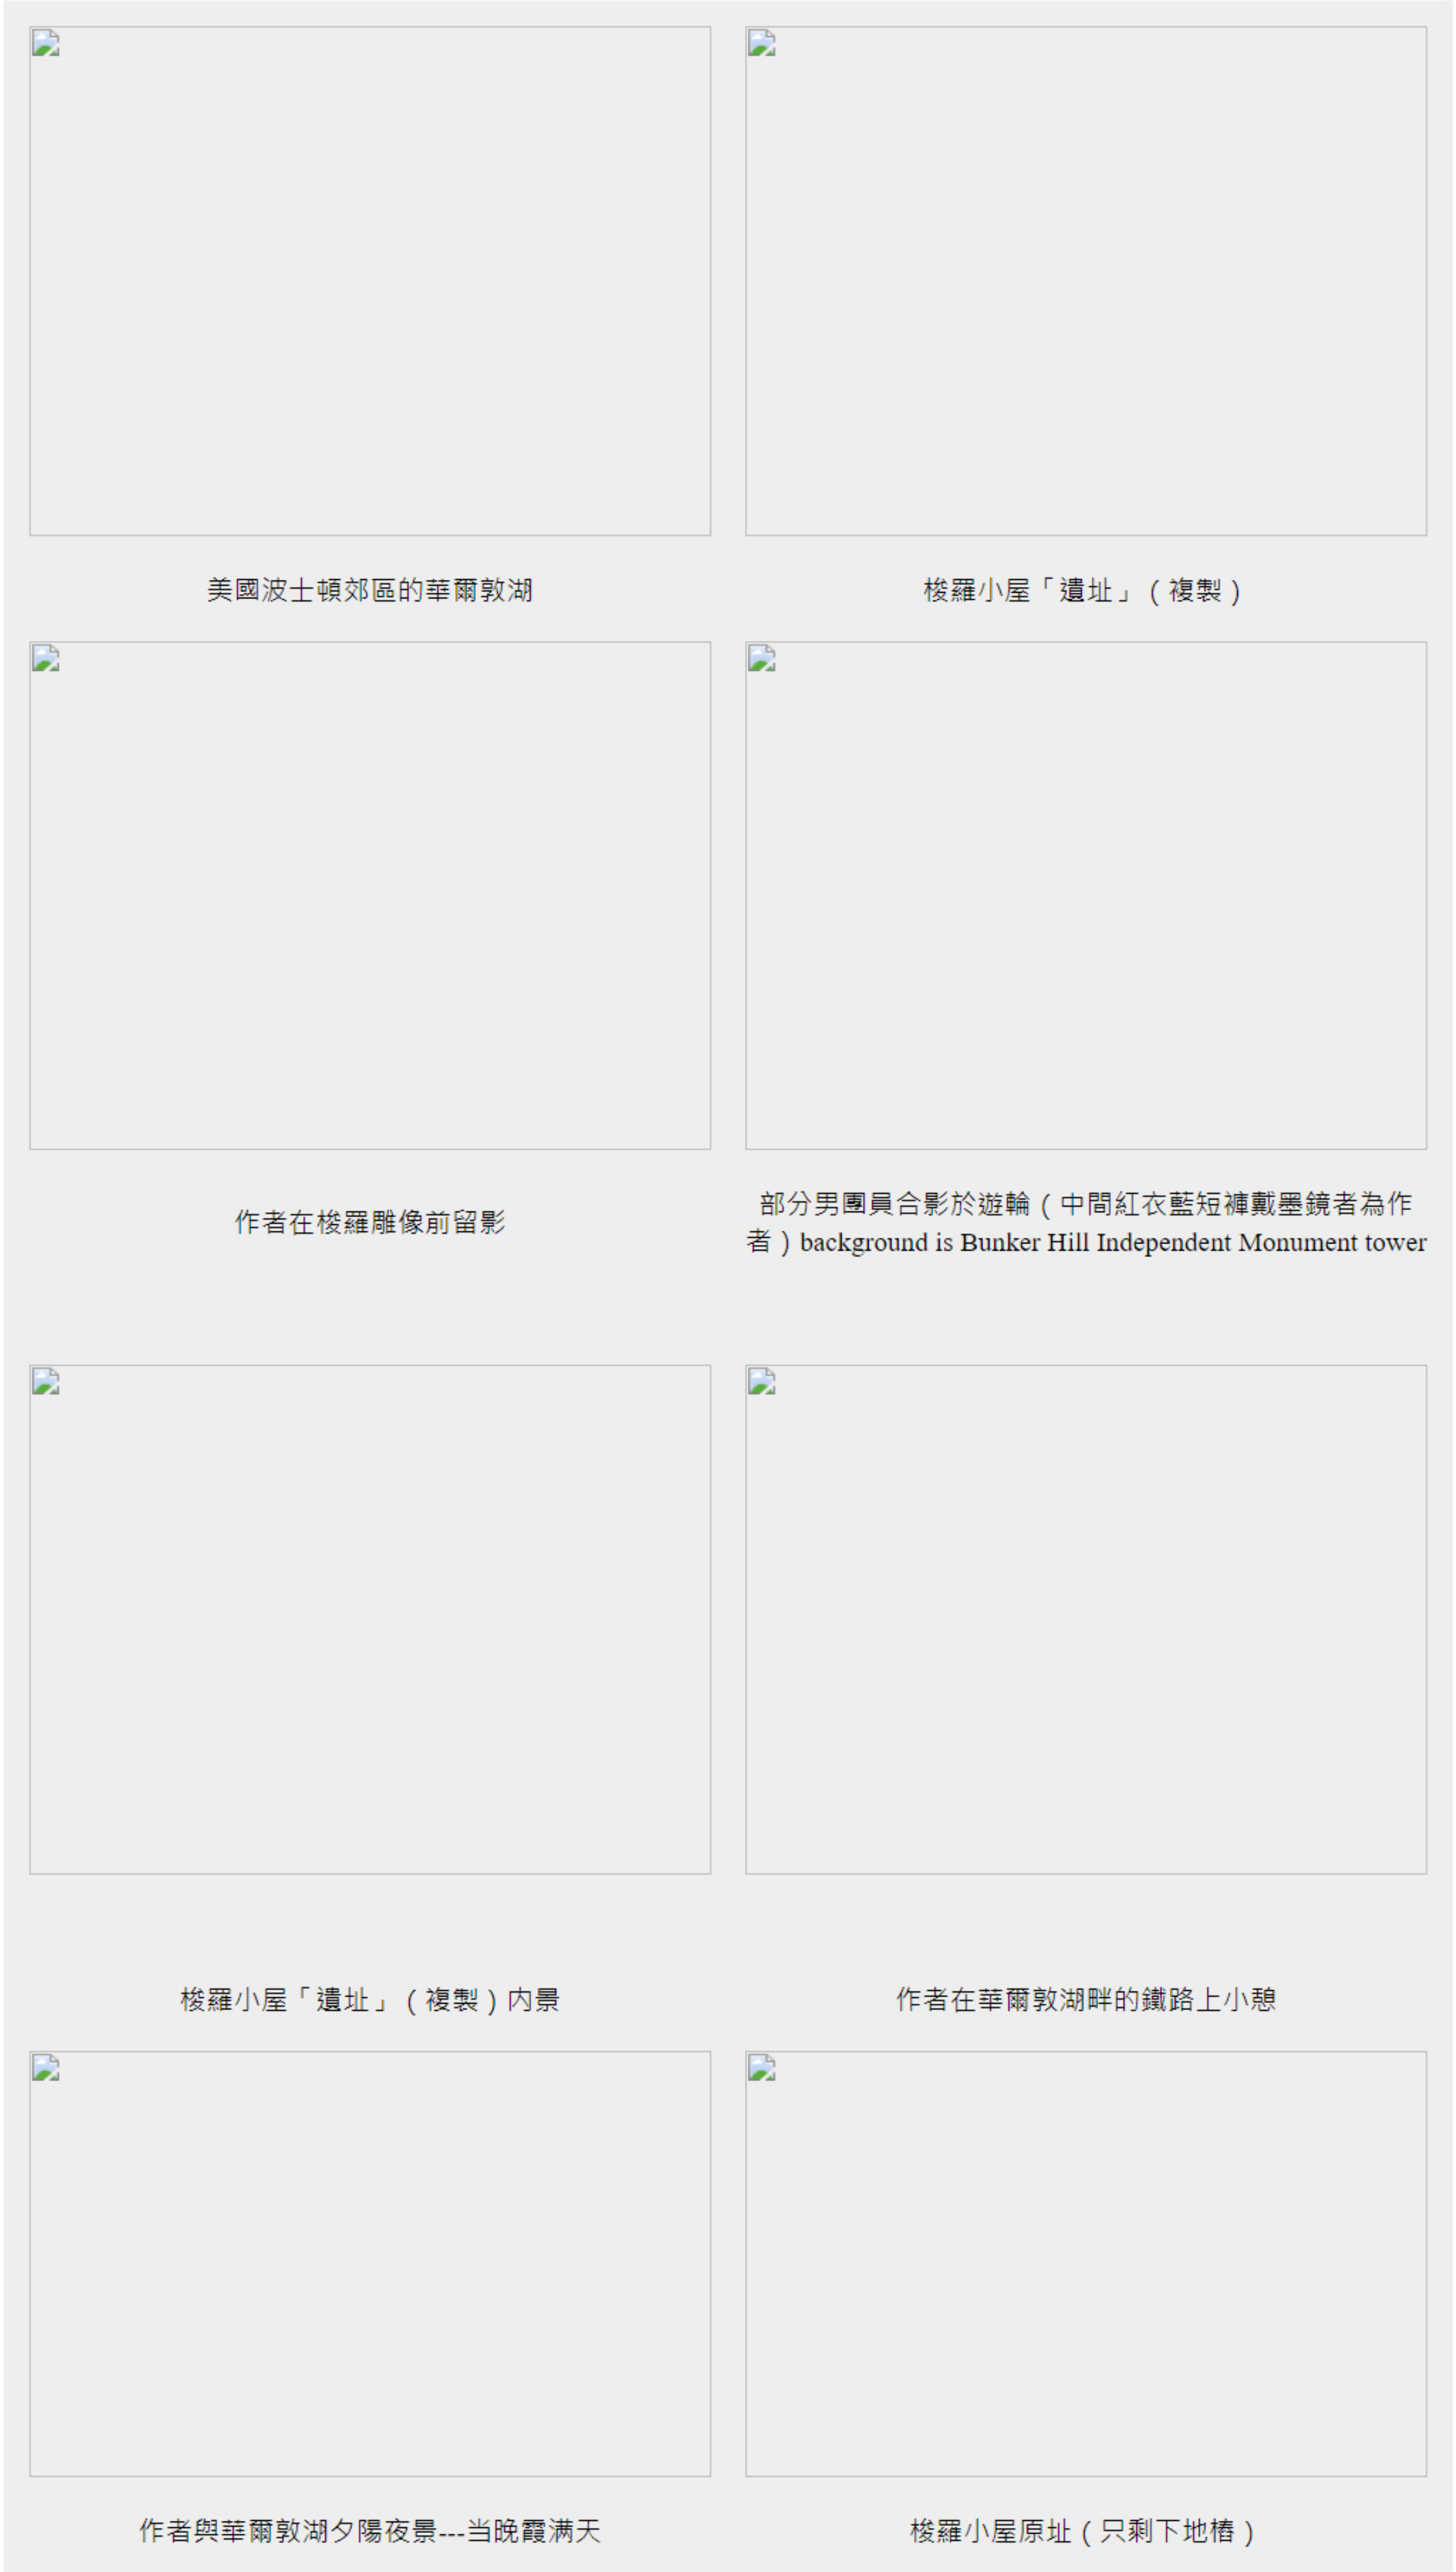 美國波士頓郊區的華爾敦湖
梭羅小屋「遺址」（複製）
作者在梭羅雕像前留影
部分男團員合影於遊輪（中間紅衣藍短褲戴墨鏡者為作
者）background is Bunker Hill Independent Monument tower
梭羅小屋「遺址」（複製）内景
作者在華爾敦湖畔的鐵路上小憩
作者與華爾敦湖夕陽夜景---当晚霞满天
梭羅小屋原址（只剩下地樁）